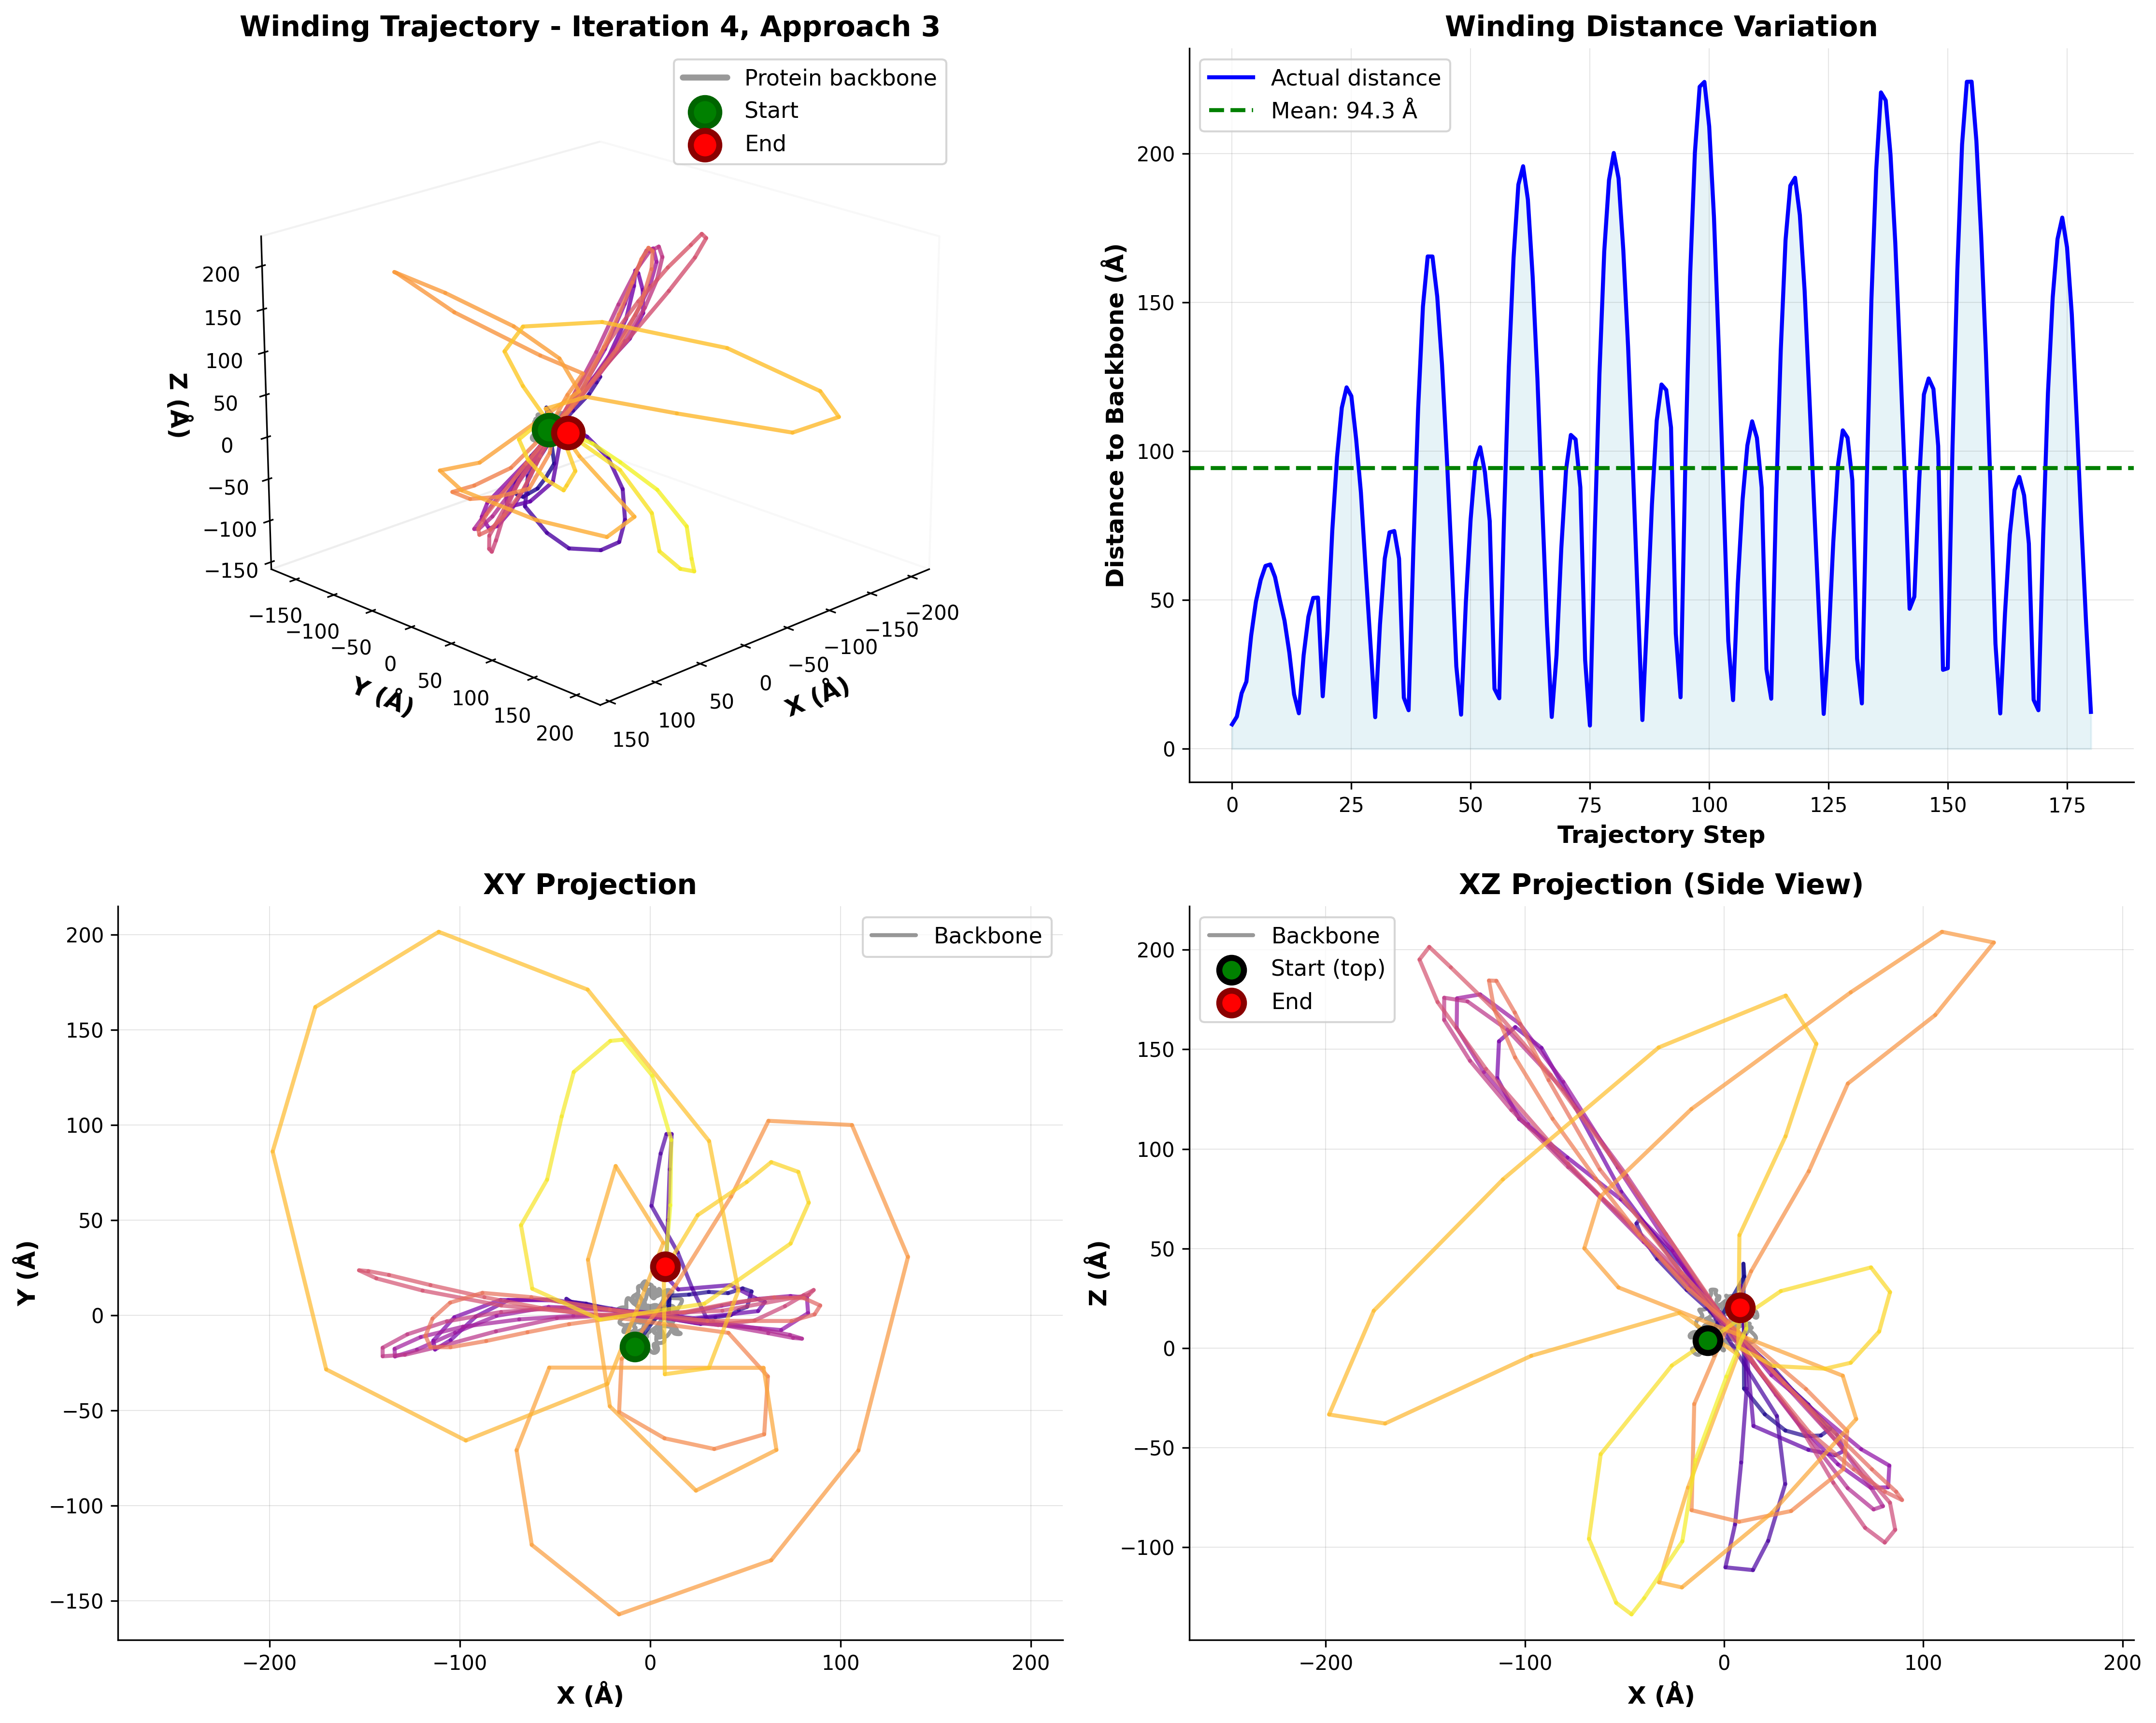 Winding Trajectory - Iteration 4, Approach 3
Protein backbone
Start
End
200
150
100
50
0
−50
−100
−150
Z (Å)
−150
−100
−50
0
50
100
150
200
Y (Å)
−200
−150
−100
−50
0
50
100
150
X (Å)
Winding Distance Variation
Actual distance
Mean: 94.3 Å
200
150
100
50
0
Distance to Backbone (Å)
0 25 50 75 100 125 150 175
Trajectory Step
XY Projection
Backbone
200
150
100
50
0
−50
−100
−150
Y (Å)
−200 −100 0 100 200
X (Å)
XZ Projection (Side View)
Backbone
Start (top)
End
200
150
100
50
0
−50
−100
Z (Å)
−200 −100 0 100 200
X (Å)